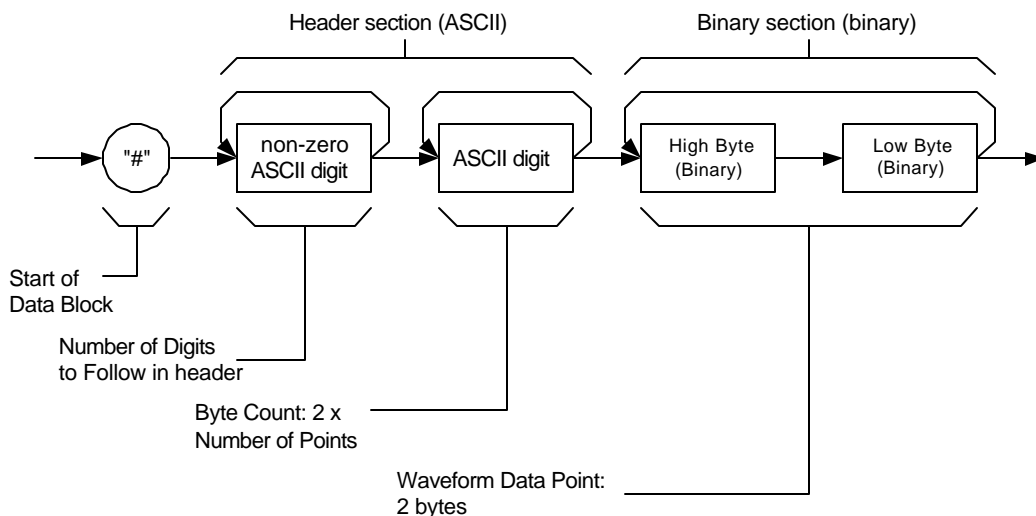 Header section (ASCII)
Binary section (binary)
"#"
non-zero
ASCII digit
ASCII digit
High Byte
(Binary)
Low Byte
(Binary)
Start of
Data Block
Number of Digits
to Follow in header
Byte Count: 2 x
Number of Points
Waveform Data Point:
2 bytes